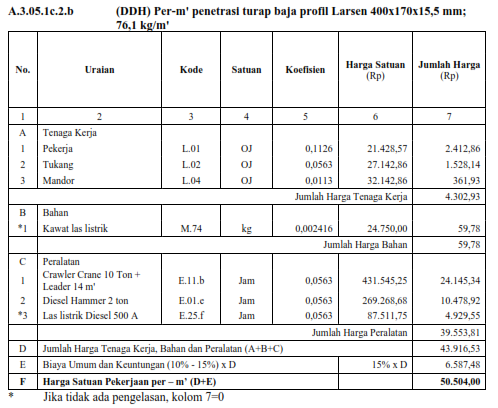 A.3.05.1c.2.b (DDH) Per-m' penetrasi turap baja profil Larsen 400x170x15,5 mm;
76,1 kg/m'
No. Uraian Kode Satuan Koefisien Harga Satuan (Rp) Jumlah Harga (Rp)
1 2 3 4 5 6 7
A Tenaga Kerja
1 Pekerja L.01 OJ 0,1126 21.428,57 2.412,86
2 Tukang L.02 OJ 0,0563 27.142,86 1.528,14
3 Mandor L.04 OJ 0,0113 32.142,86 361,93
Jumlah Harga Tenaga Kerja 4.302,93
B Bahan
*1 Kawat las listrik M.74 kg 0,002416 24.750,00 59,78
Jumlah Harga Bahan 59,78
C Peralatan
1 Crawler Crane 10 Ton + Leader 14 m' E.11.b Jam 0,0563 431.545,25 24.145,34
2 Diesel Hammer 2 ton E.01.e Jam 0,0563 269.268,68 10.478,92
*3 Las listrik Diesel 500 A E.25.f Jam 0,0563 87.511,75 4.929,55
Jumlah Harga Peralatan 39.553,81
D Jumlah Harga Tenaga Kerja, Bahan dan Peralatan (A+B+C) 43.916,53
E Biaya Umum dan Keuntungan (10% - 15%) x D 15% x D 6.587,48
F Harga Satuan Pekerjaan per – m' (D+E) 50.504,00
* Jika tidak ada pengelasan, kolom 7=0